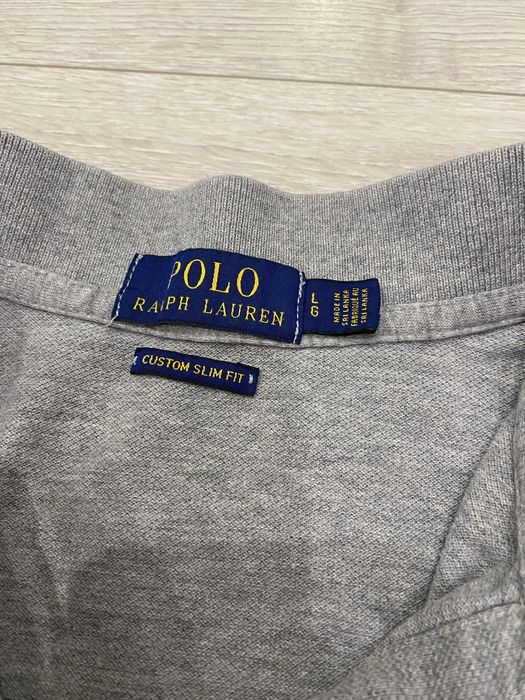 POLO
RALPH LAUREN
L
G
MADE IN
SRI LANKA
FABRIQUÉ AU
SRI LANKA
CUSTOM SLIM FIT